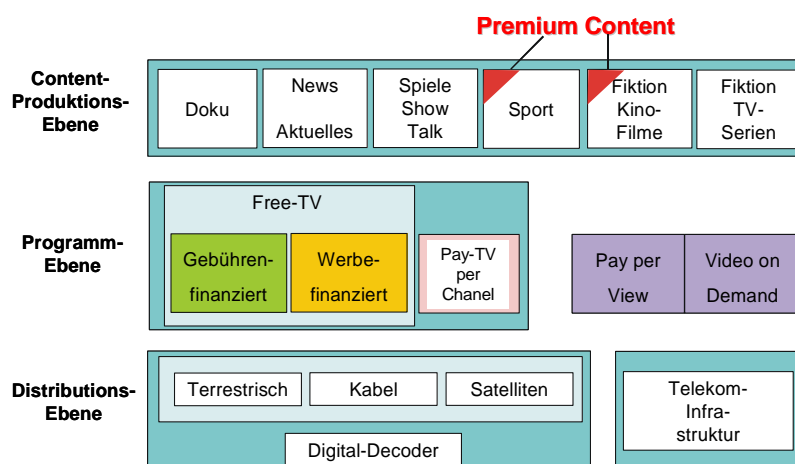 Premium Content
Content-
Produktions-
Ebene
Doku
News
Aktuelles
Spiele
Show
Talk
Sport
Fiktion
Kino-
Filme
Fiktion
TV-
Serien
Programm-
Ebene
Free-TV
Gebühren-
finanziert
Werbe-
finanziert
Pay-TV
per
Chanel
Pay per
View
Video on
Demand
Distributions-
Ebene
Terrestrisch
Kabel
Satelliten
Digital-Decoder
Telekom-
Infra-
struktur